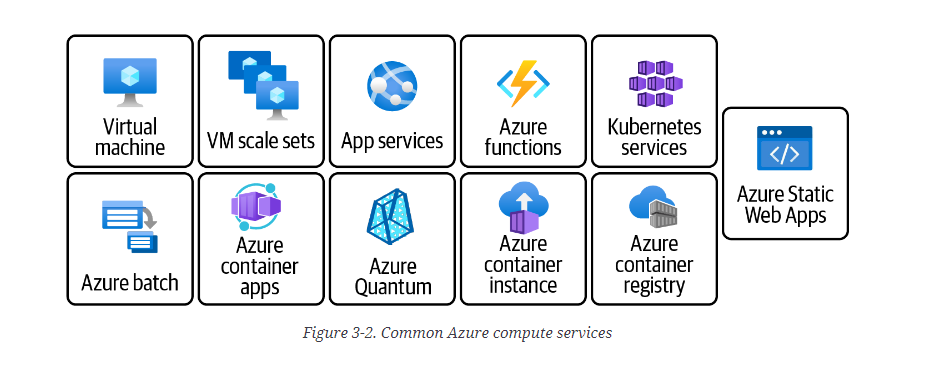 Virtual
machine
VM scale sets
App services
Azure
functions
Kubernetes
services
Azure Static
Web Apps
Azure batch
Azure
container
apps
Azure
Quantum
Azure
container
instance
Azure
container
registry
Figure 3-2. Common Azure compute services